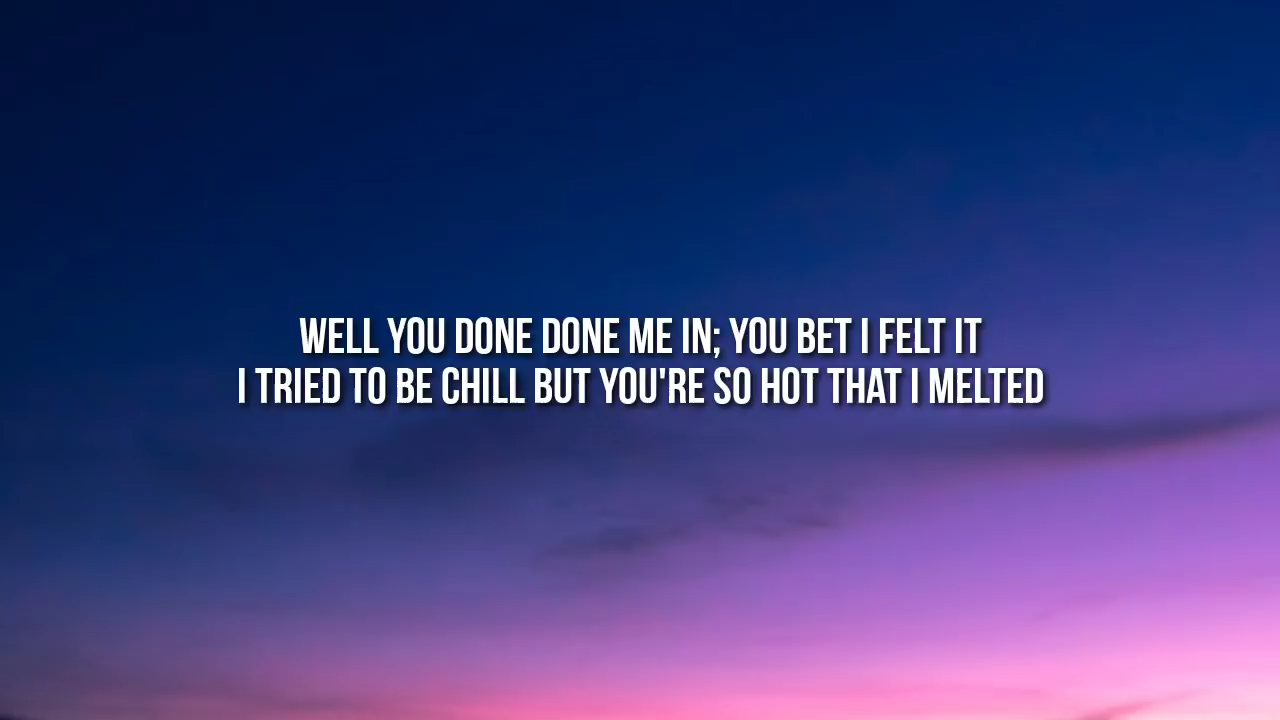 WELL YOU DONE DONE ME IN; YOU BET I FELT IT
I TRIED TO BE CHILL BUT YOU'RE SO HOT THAT I MELTED